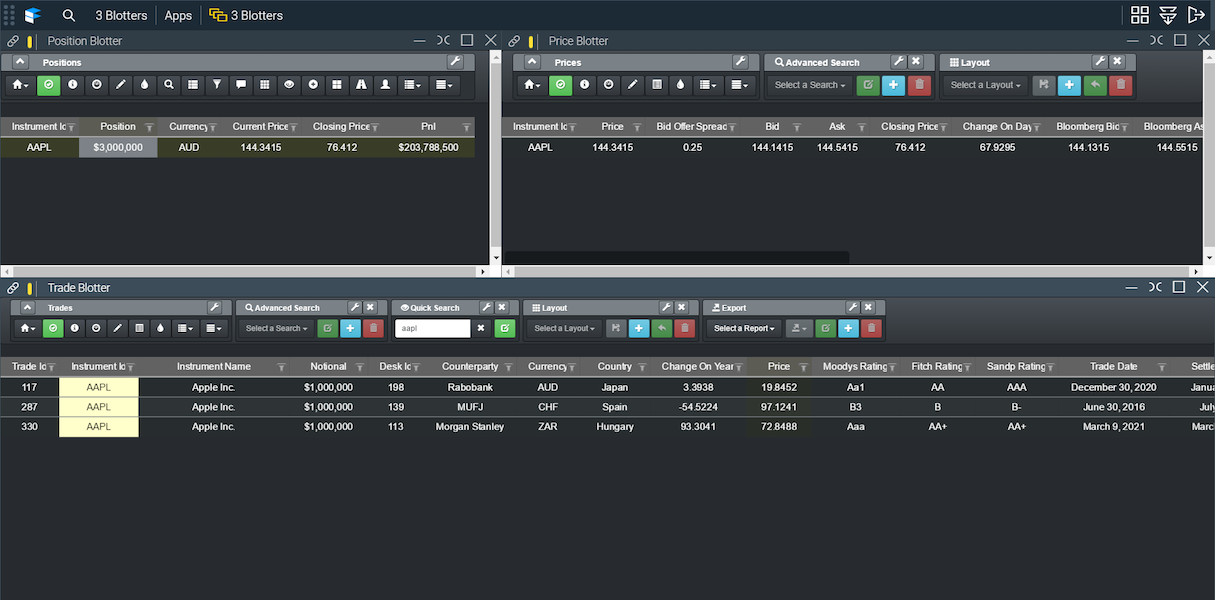 3 Blotters Apps 3 Blotters
Position Blotter
Positions
Instrument Ic Position Currency Current Price Closing Price Pnl
AAPL $3,000,000 AUD 144.3415 76.412 $203,788,500
Price Blotter
Prices Advanced Search Layout
Select a Search Select a Layout
Instrument Ic Price Bid Offer Spreac Bid Ask Closing Price Change On Day Bloomberg Bic Bloomberg As
AAPL 144.3415 0.25 144.1415 144.5415 76.412 67.9295 144.1315 144.5515
Trade Blotter
Trades Advanced Search Quick Search Layout Export
Select a Search aapl Select a Layout Select a Report
Trade Ic Instrument Ic Instrument Name Notional Desk Ic Counterparty Currency Country Change On Year Price Moodys Rating Fitch Rating Sandp Rating Trade Date Settle
117 AAPL Apple Inc. $1,000,000 198 Rabobank AUD Japan 3.3938 19.8452 Aa1 AA AAA December 30, 2020 Janua
287 AAPL Apple Inc. $1,000,000 139 MUFJ CHF Spain -54.5224 97.1241 B3 B B- June 30, 2016 July
330 AAPL Apple Inc. $1,000,000 113 Morgan Stanley ZAR Hungary 93.3041 72.8488 Aaa AA+ AA+ March 9, 2021 Marc